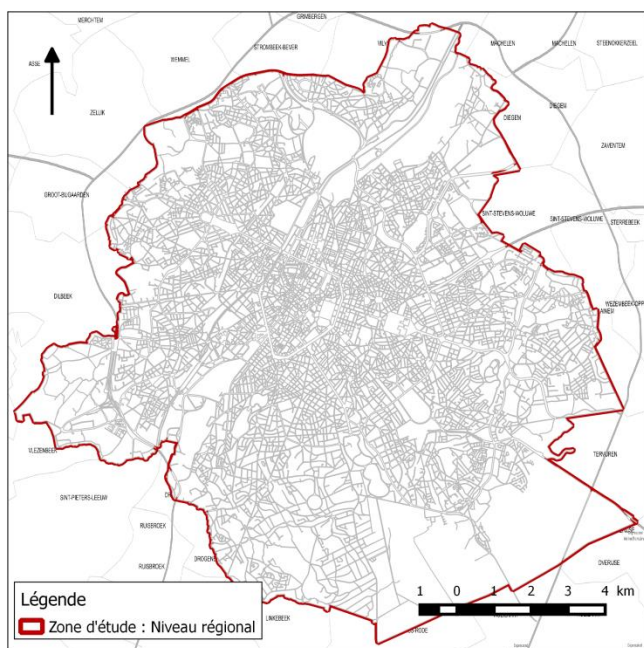 MERCHTEM
GRIMBERGEN
STROMBEEK-BEVER
MACHELEN
MACHELEN
STEENOKKERZEEL
ASSE
WEMMEL
DIEGEM
ZELLIK
DIEGEM
ZAVENTEM
GROOT-BIJGAARDEN
SINT-STEVENS-WOLUWE
SINT-STEVENS-WOLUWE
STERREBEEK
DILBEEK
WEZEMBEEK-OPP
VLEZENBEEK
TERVUREN
SINT-PIETERS-LEEUW
RUISBROEK
DROGENB
RUISBROEK
OVERIJSE
LINKEBEEK
1 0 1 2 3 4 km
Légende
Zone d'étude : Niveau régional